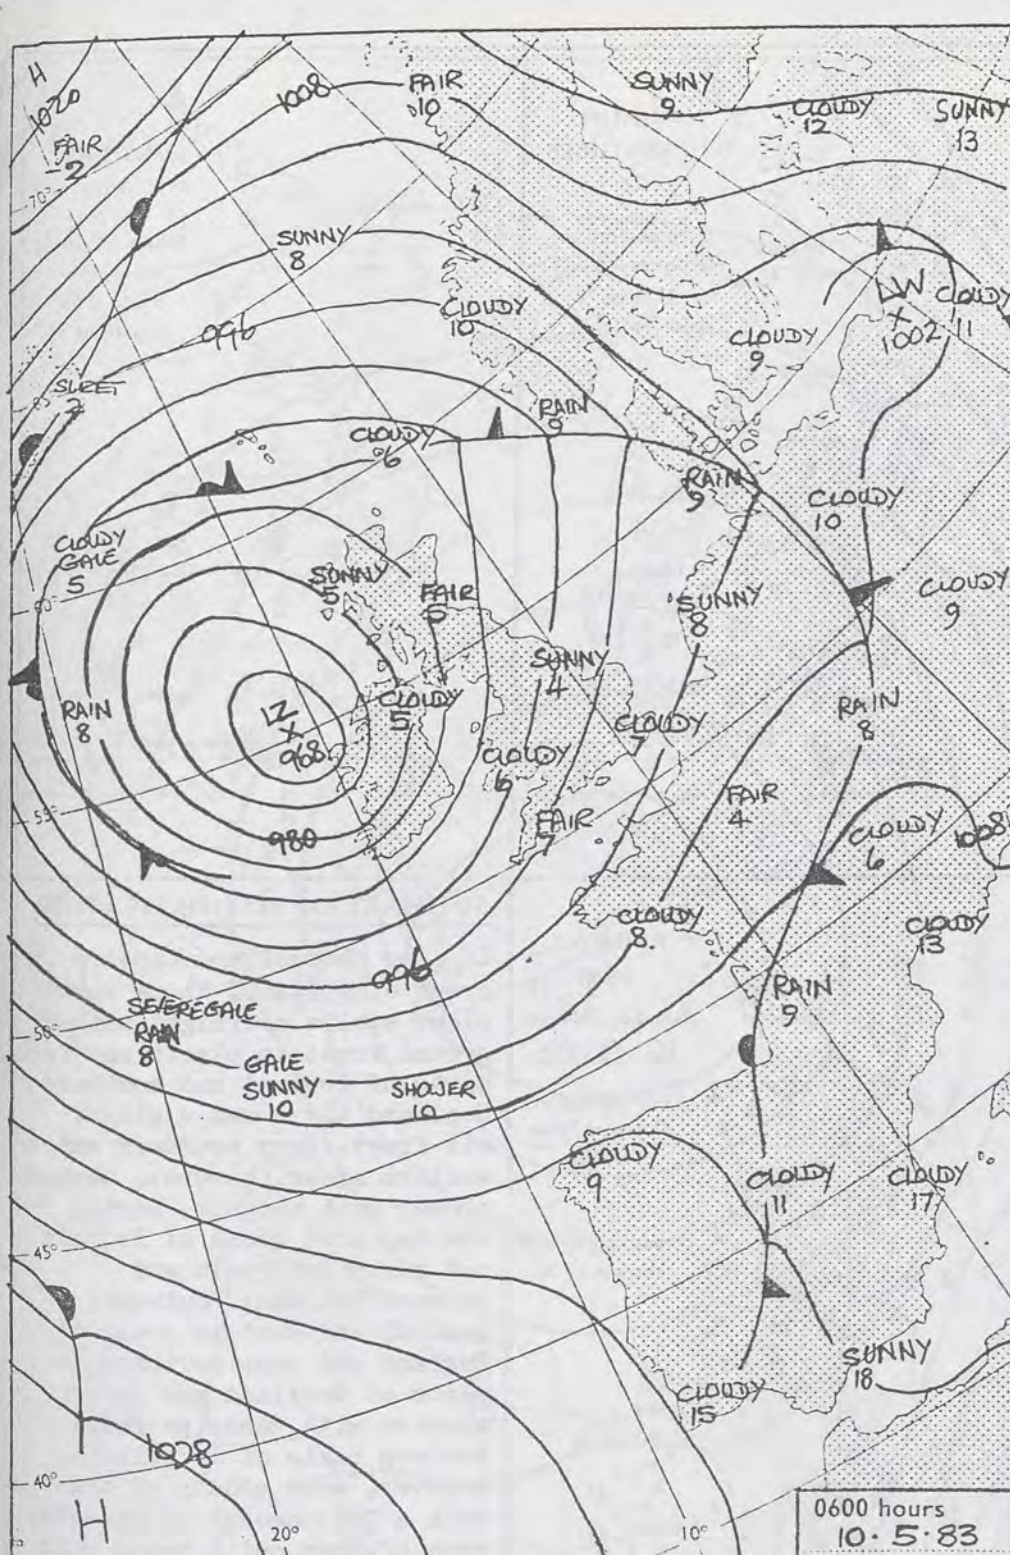 H
1020
FAIR
-2
1008
FAIR
10
SUNNY
9.
CLOUDY
12
SUNNY
13
-70°
SUNNY
8
CLOUDY
10
996
LW
X
1002
CLOUDY
11
CLOUDY
9
SLEET
2
CLOUDY
6
RAIN
9
RAIN
9
CLOUDY
10
CLOUDY
GALE
5
60°
SUNNY
5
FAIR
5
SUNNY
8
CLOUDY
9
SUNNY
4
RAIN
8
X
968
CLOUDY
5
CLOUDY
7
RAIN
8
CLOUDY
6
55°
980
FAIR
7
FAIR
4
CLOUDY
6
1008
CLOUDY
8.
CLOUDY
13
996
RAIN
9
SEVERE GALE
RAIN
8
50°
GALE
SUNNY
10
SHOWER
10
CLOUDY
9
CLOUDY
11
CLOUDY
17
45°
SUNNY
18
CLOUDY
15
1028
40°
H
20°
10°
0600 hours
10·5·83